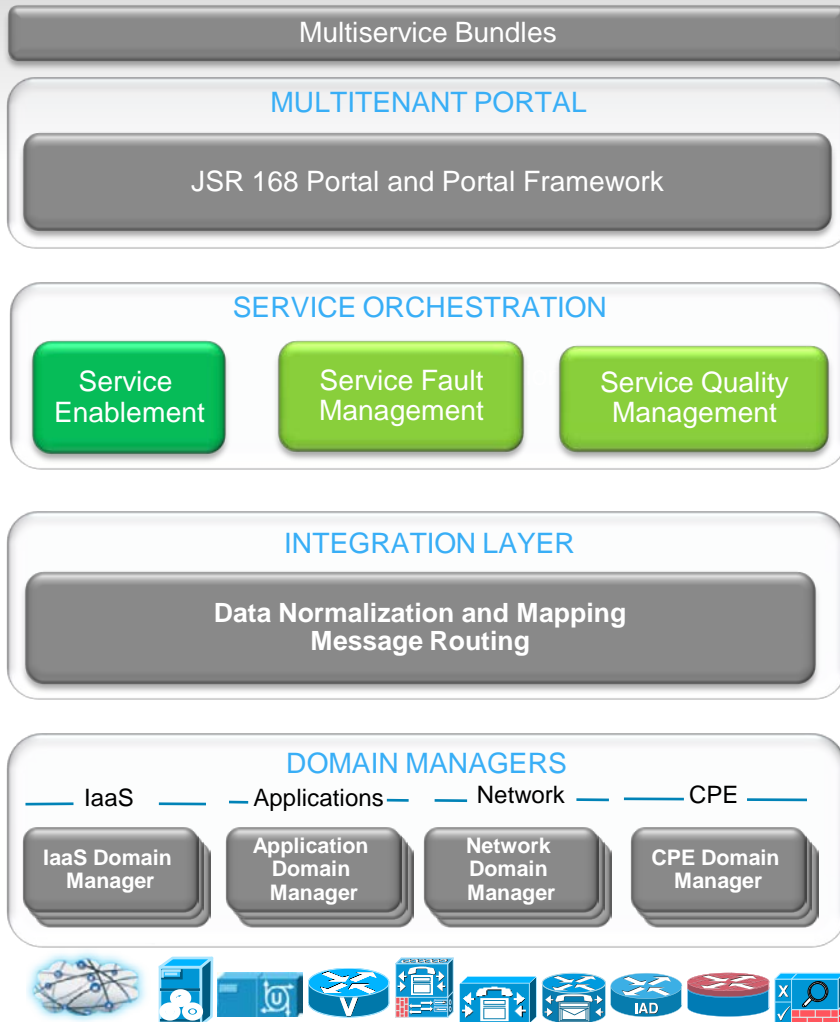 Multiservice Bundles
MULTITENANT PORTAL
JSR 168 Portal and Portal Framework
SERVICE ORCHESTRATION
Service
Enablement
Service Fault
Management
Service Quality
Management
INTEGRATION LAYER
Data Normalization and Mapping
Message Routing
DOMAIN MANAGERS
IaaS
Applications
Network
CPE
IaaS Domain
Manager
Application
Domain
Manager
Network
Domain
Manager
CPE Domain
Manager
U
V
IAD
X
✓